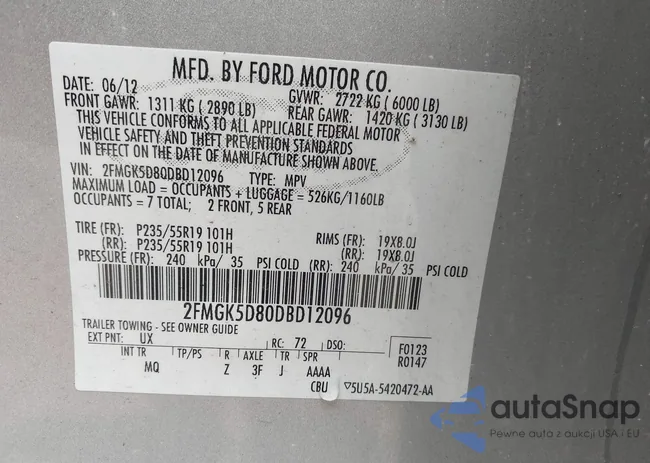 MFD. BY FORD MOTOR CO.
DATE: 06/12 GVWR: 2722 KG ( 6000 LB)
FRONT GAWR: 1311 KG ( 2890 LB) REAR GAWR: 1420 KG ( 3130 LB)
THIS VEHICLE CONFORMS TO ALL APPLICABLE FEDERAL MOTOR
VEHICLE SAFETY AND THEFT PREVENTION STANDARDS
IN EFFECT ON THE DATE OF MANUFACTURE SHOWN ABOVE.
VIN: 2FMGK5D80DBD12096 TYPE: MPV
MAXIMUM LOAD = OCCUPANTS + LUGGAGE = 526KG/1160LB
OCCUPANTS = 7 TOTAL: 2 FRONT, 5 REAR
TIRE (FR): P235/55R19 101H RIMS (FR): 19X8.0J
(RR): P235/55R19 101H (RR): 19X8.0J
PRESSURE (FR): 240 kPa/ 35 PSI COLD (RR): 240 kPa/ 35 PSI COLD
2FMGK5D80DBD12096
TRAILER TOWING - SEE OWNER GUIDE
EXT PNT: UX RC: 72 DSO: F0123
INT TR TP/PS R AXLE TR SPR R0147
MQ Z 3F J AAAA
CBU ▽5U5A-5420472-AA
autaSnap
Pewne auta z aukcji USA i EU